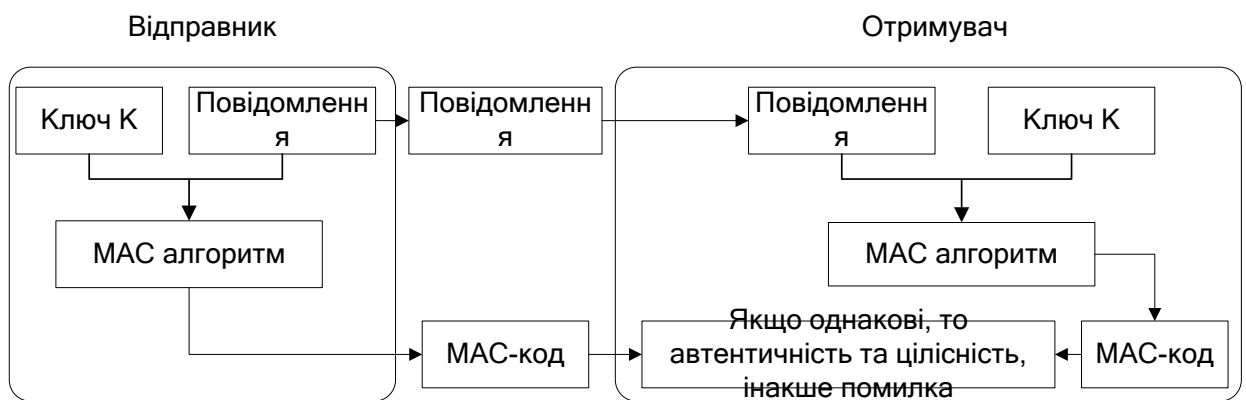 Відправник
Отримувач
Ключ К
Повідомленн
я
Повідомленн
я
Повідомленн
я
Ключ К
МАС алгоритм
МАС алгоритм
МАС-код
Якщо однакові, то
автентичність та цілісність,
інакше помилка
МАС-код